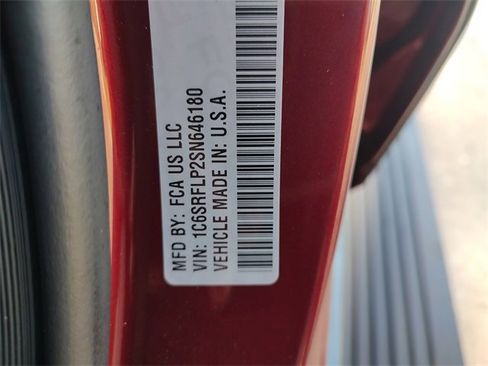 MFD BY: FCA US LLC
VIN: 1C6SRFLP2SN646180
VEHICLE MADE IN: U.S.A.